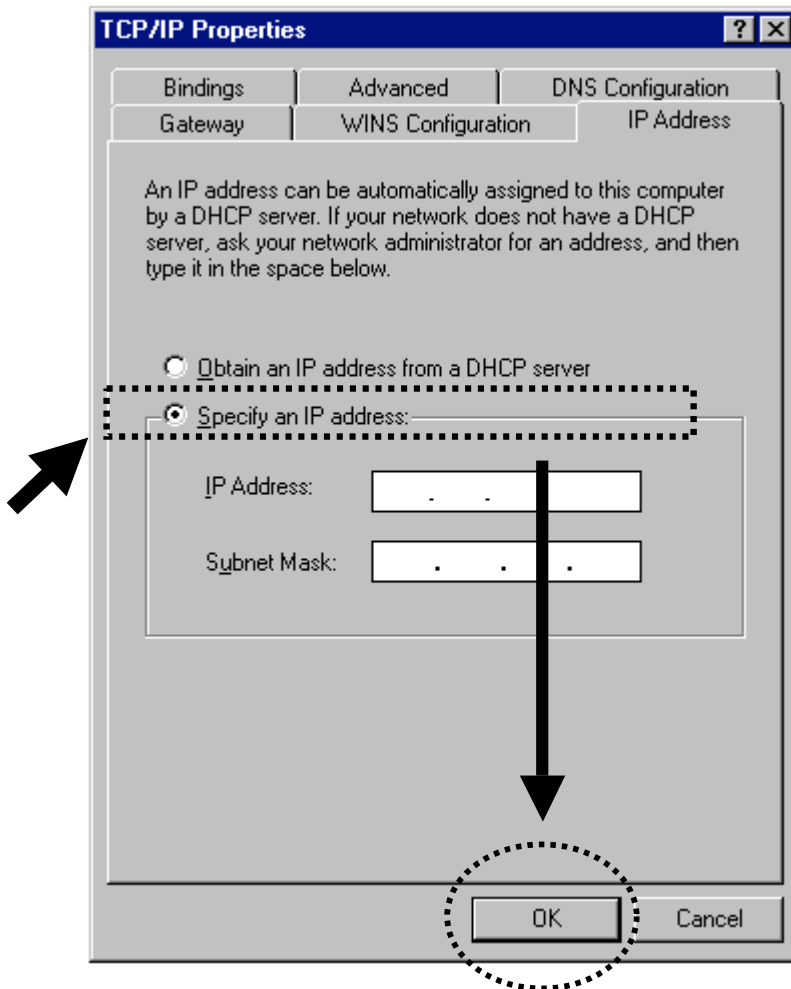 TCP/IP Properties
Bindings Advanced DNS Configuration
Gateway WINS Configuration IP Address
An IP address can be automatically assigned to this computer
by a DHCP server. If your network does not have a DHCP
server, ask your network administrator for an address, and then
type it in the space below.
Obtain an IP address from a DHCP server
Specify an IP address:
IP Address: . .
Subnet Mask: . . .
OK Cancel